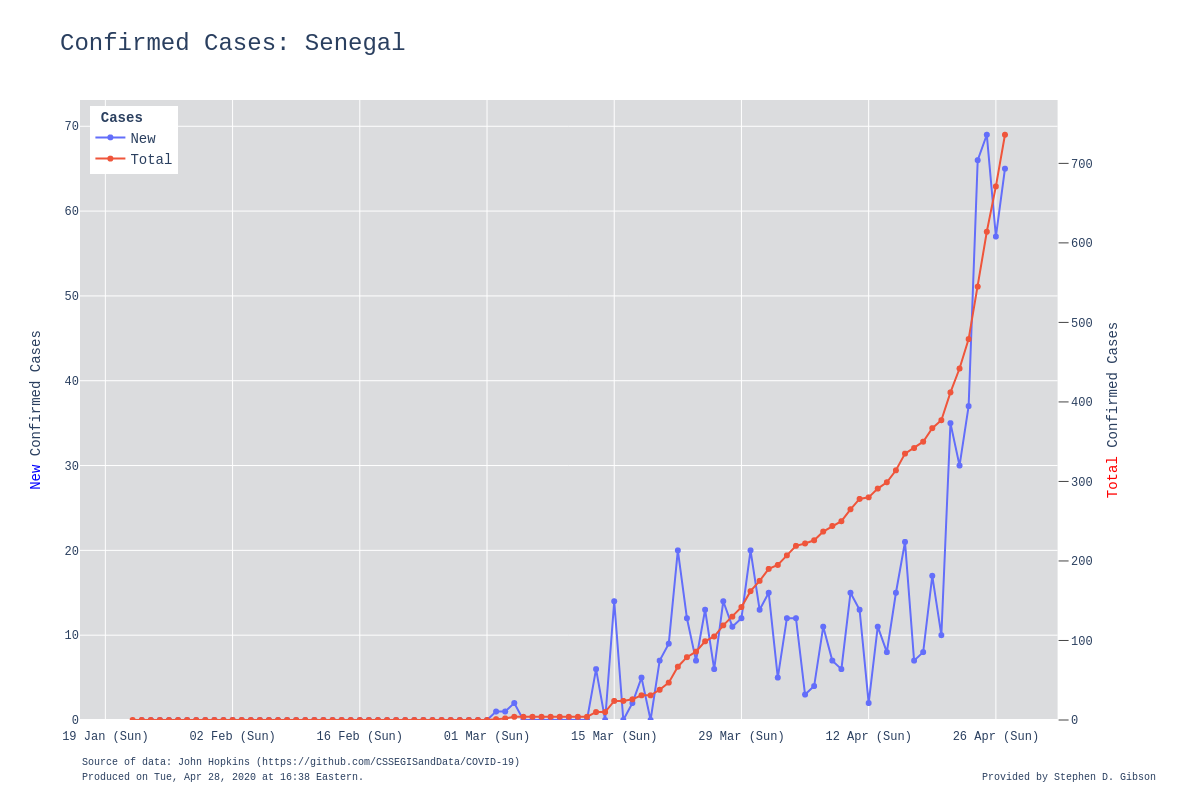 Confirmed Cases: Senegal
Cases
New
Total
70
60
50
40
30
20
10
0
700
600
500
400
300
200
100
0
New Confirmed Cases
Total Confirmed Cases
19 Jan (Sun) 02 Feb (Sun) 16 Feb (Sun) 01 Mar (Sun) 15 Mar (Sun) 29 Mar (Sun) 12 Apr (Sun) 26 Apr (Sun)
Source of data: John Hopkins (https://github.com/CSSEGISandData/COVID-19)
Produced on Tue, Apr 28, 2020 at 16:38 Eastern.
Provided by Stephen D. Gibson